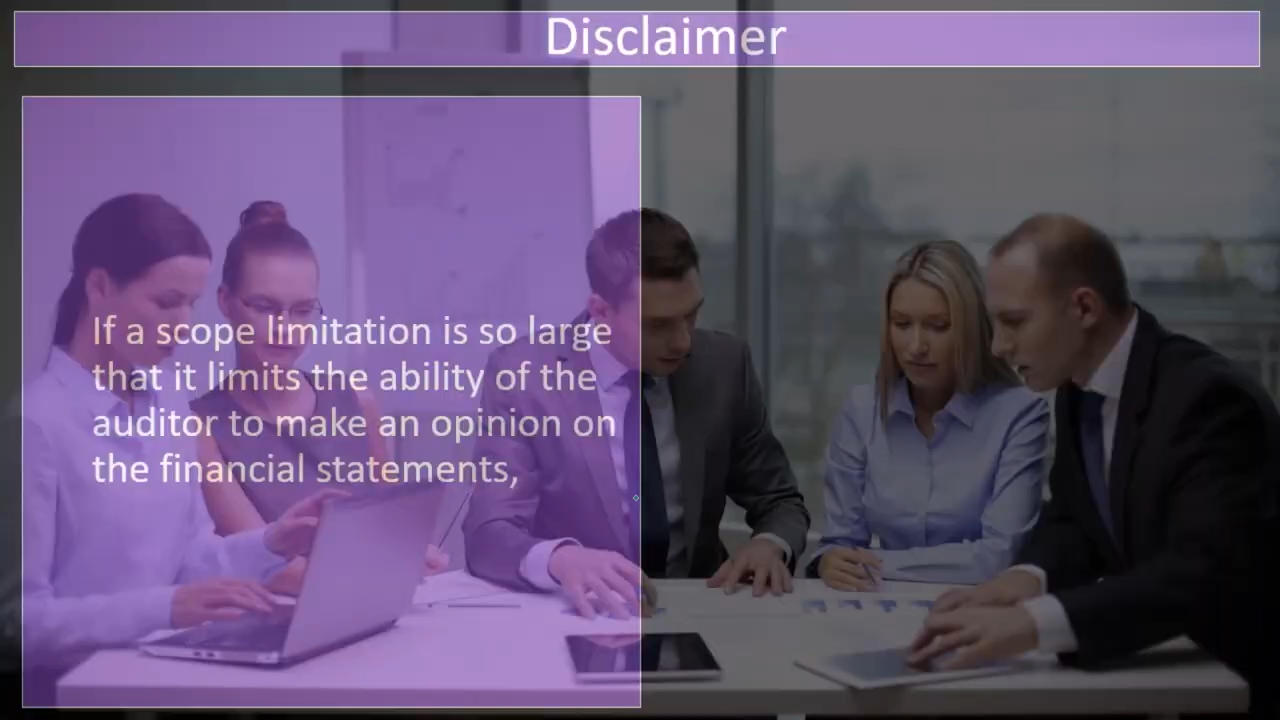 Disclaimer
If a scope limitation is so large
that it limits the ability of the
auditor to make an opinion on
the financial statements,